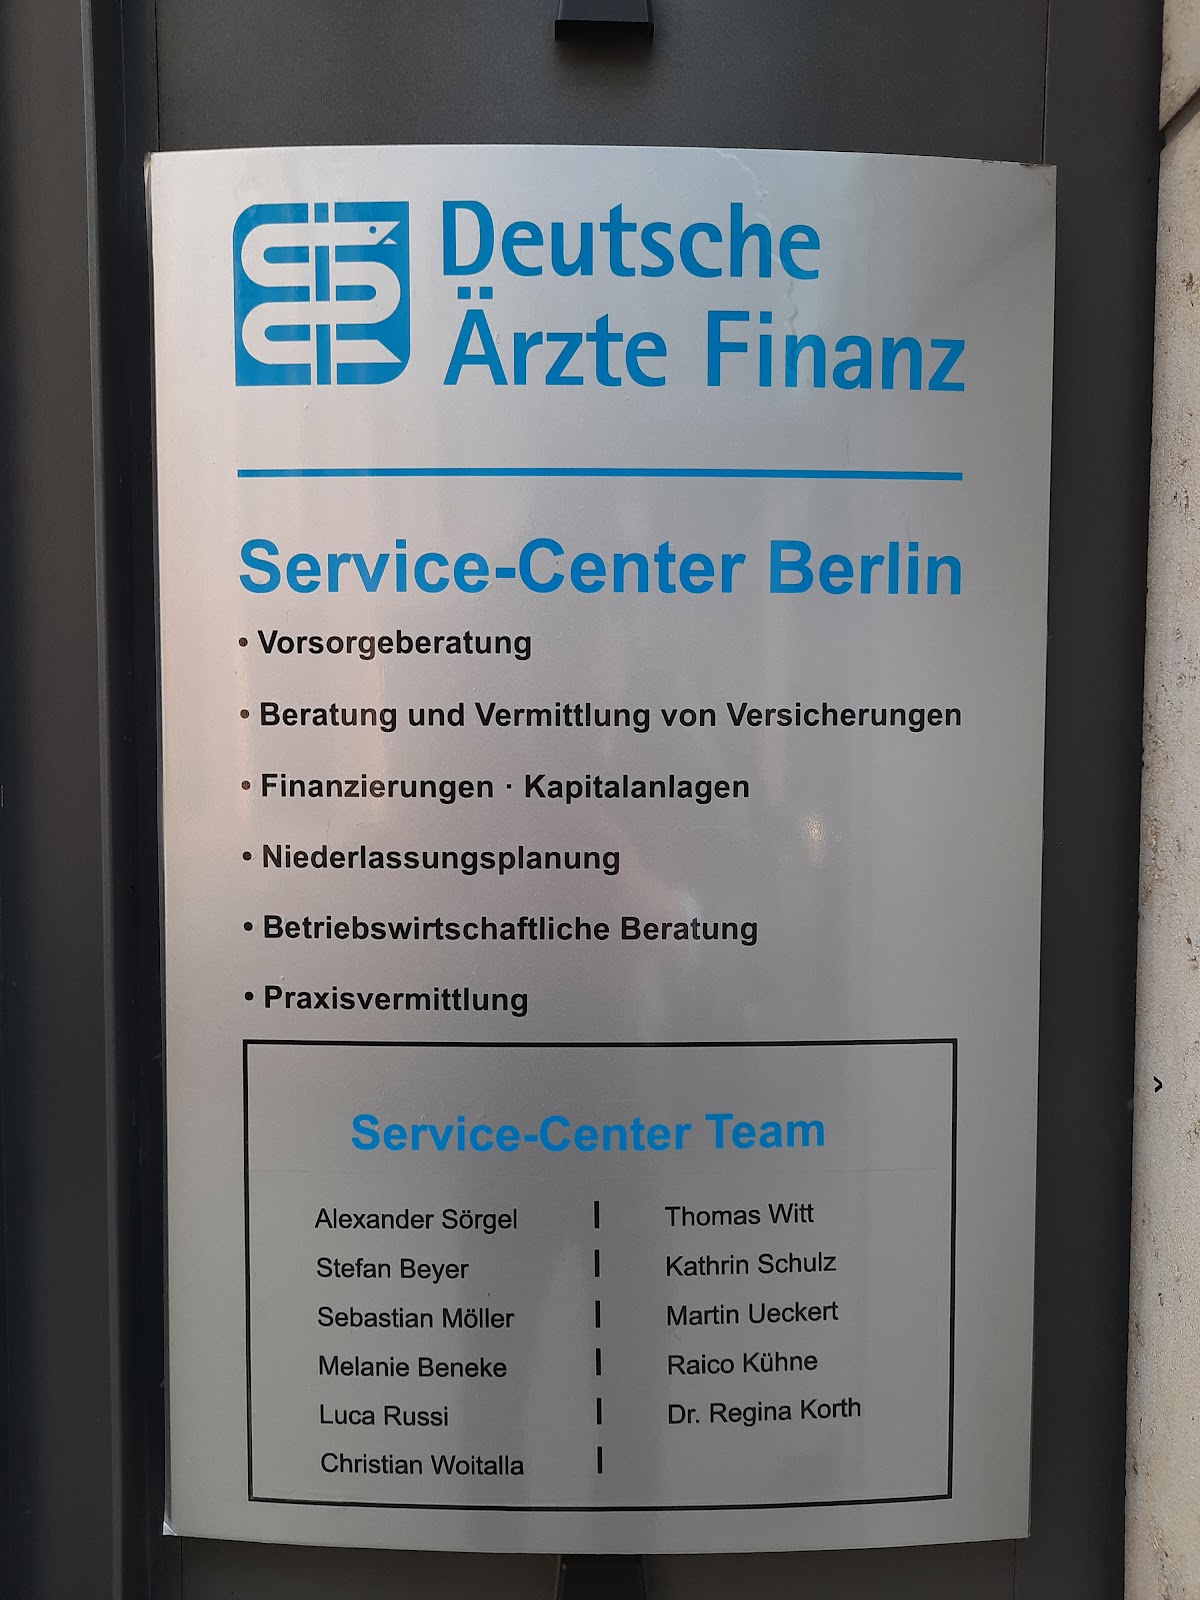 Deutsche
Ärzte Finanz
Service-Center Berlin
• Vorsorgeberatung
• Beratung und Vermittlung von Versicherungen
• Finanzierungen · Kapitalanlagen
• Niederlassungsplanung
• Betriebswirtschaftliche Beratung
• Praxisvermittlung
Service-Center Team
Alexander Sörgel | Thomas Witt
Stefan Beyer | Kathrin Schulz
Sebastian Möller | Martin Ueckert
Melanie Beneke | Raico Kühne
Luca Russi | Dr. Regina Korth
Christian Woitalla |